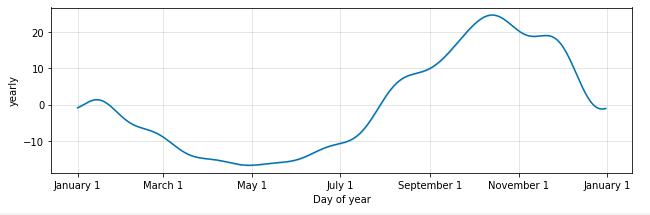 20
10
0
−10
yearly
January 1 March 1 May 1 July 1 September 1 November 1 January 1
Day of year